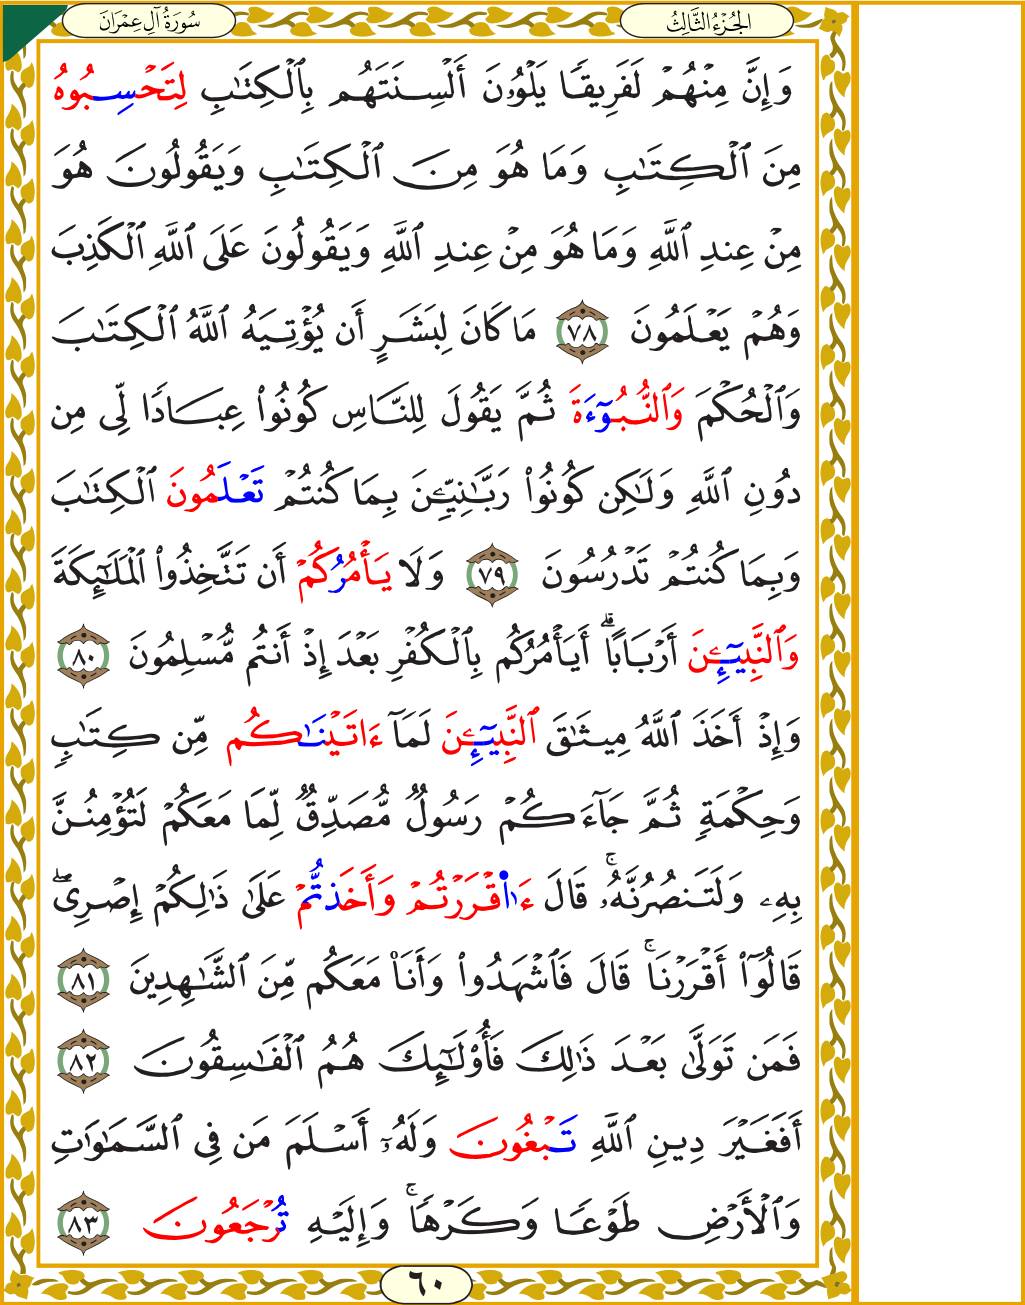 الجُزْءُ الثَّالِثُ
سُورَةُ آلِ عِمْرَانَ
وَإِنَّ مِنْهُمْ لَفَرِيقًا يَلْوُۥنَ أَلْسِنَتَهُم بِٱلْكِتَٰبِ لِتَحْسِبُوهُ
مِنَ ٱلْكِتَٰبِ وَمَا هُوَ مِنَ ٱلْكِتَٰبِ وَيَقُولُونَ هُوَ
مِنْ عِندِ ٱللَّهِ وَمَا هُوَ مِنْ عِندِ ٱللَّهِ وَيَقُولُونَ عَلَى ٱللَّهِ ٱلْكَذِبَ
وَهُمْ يَعْلَمُونَ ٧٨ مَا كَانَ لِبَشَرٍ أَن يُؤْتِيَهُ ٱللَّهُ ٱلْكِتَٰبَ
وَٱلْحُكْمَ وَٱلنُّبُوٓءَةَ ثُمَّ يَقُولَ لِلنَّاسِ كُونُوا۟ عِبَادًا لِّى مِن
دُونِ ٱللَّهِ وَلَٰكِن كُونُوا۟ رَبَّٰنِيِّۦنَ بِمَا كُنتُمْ تَعْلَمُونَ ٱلْكِتَٰبَ
وَبِمَا كُنتُمْ تَدْرُسُونَ ٧٩ وَلَا يَأْمُرُكُمْ أَن تَتَّخِذُوا۟ ٱلْمَلَٰٓئِكَةَ
وَٱلنَّبِيٓـِٔۦنَ أَرْبَابًا ۗ أَيَأْمُرُكُم بِٱلْكُفْرِ بَعْدَ إِذْ أَنتُم مُّسْلِمُونَ ٨٠
وَإِذْ أَخَذَ ٱللَّهُ مِيثَٰقَ ٱلنَّبِيٓـِٔۦنَ لَمَآ ءَاتَيْنَٰكُم مِّن كِتَٰبٍ
وَحِكْمَةٍ ثُمَّ جَآءَكُمْ رَسُولٌ مُّصَدِّقٌ لِّمَا مَعَكُمْ لَتُؤْمِنُنَّ
بِهِۦ وَلَتَنصُرُنَّهُۥ ۚ قَالَ ءَا۬قْرَرْتُمْ وَأَخَذتُّمْ عَلَىٰ ذَٰلِكُمْ إِصْرِى ۖ
قَالُوٓا۟ أَقْرَرْنَا ۚ قَالَ فَٱشْهَدُوا۟ وَأَنَا۠ مَعَكُم مِّنَ ٱلشَّٰهِدِينَ ٨١
فَمَن تَوَلَّىٰ بَعْدَ ذَٰلِكَ فَأُو۟لَٰٓئِكَ هُمُ ٱلْفَٰسِقُونَ ٨٢
أَفَغَيْرَ دِينِ ٱللَّهِ تَبْغُونَ وَلَهُۥٓ أَسْلَمَ مَن فِى ٱلسَّمَٰوَٰتِ
وَٱلْأَرْضِ طَوْعًا وَكَرْهًا ۚ وَإِلَيْهِ تُرْجَعُونَ ٨٣
٦٠